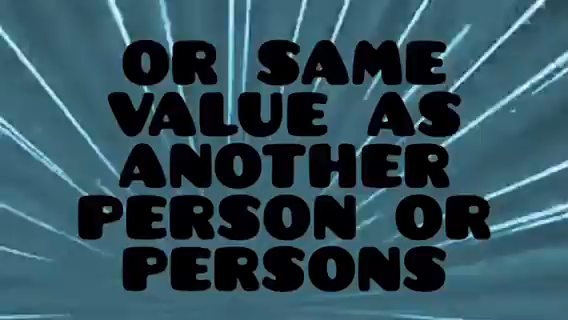 OR SAME
VALUE AS
ANOTHER
PERSON OR
PERSONS